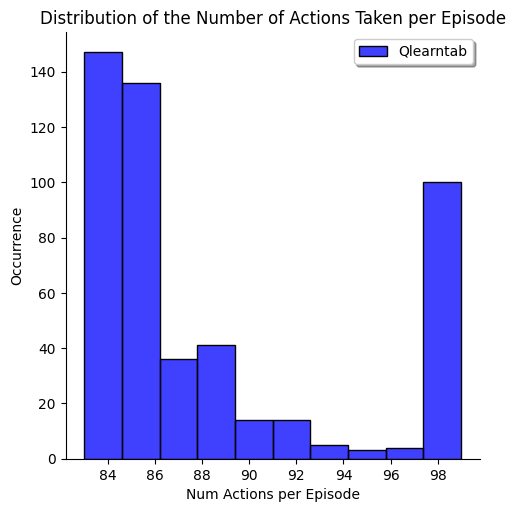 Distribution of the Number of Actions Taken per Episode
Qlearntab
140
120
100
80
60
40
20
0
Occurrence
84 86 88 90 92 94 96 98
Num Actions per Episode